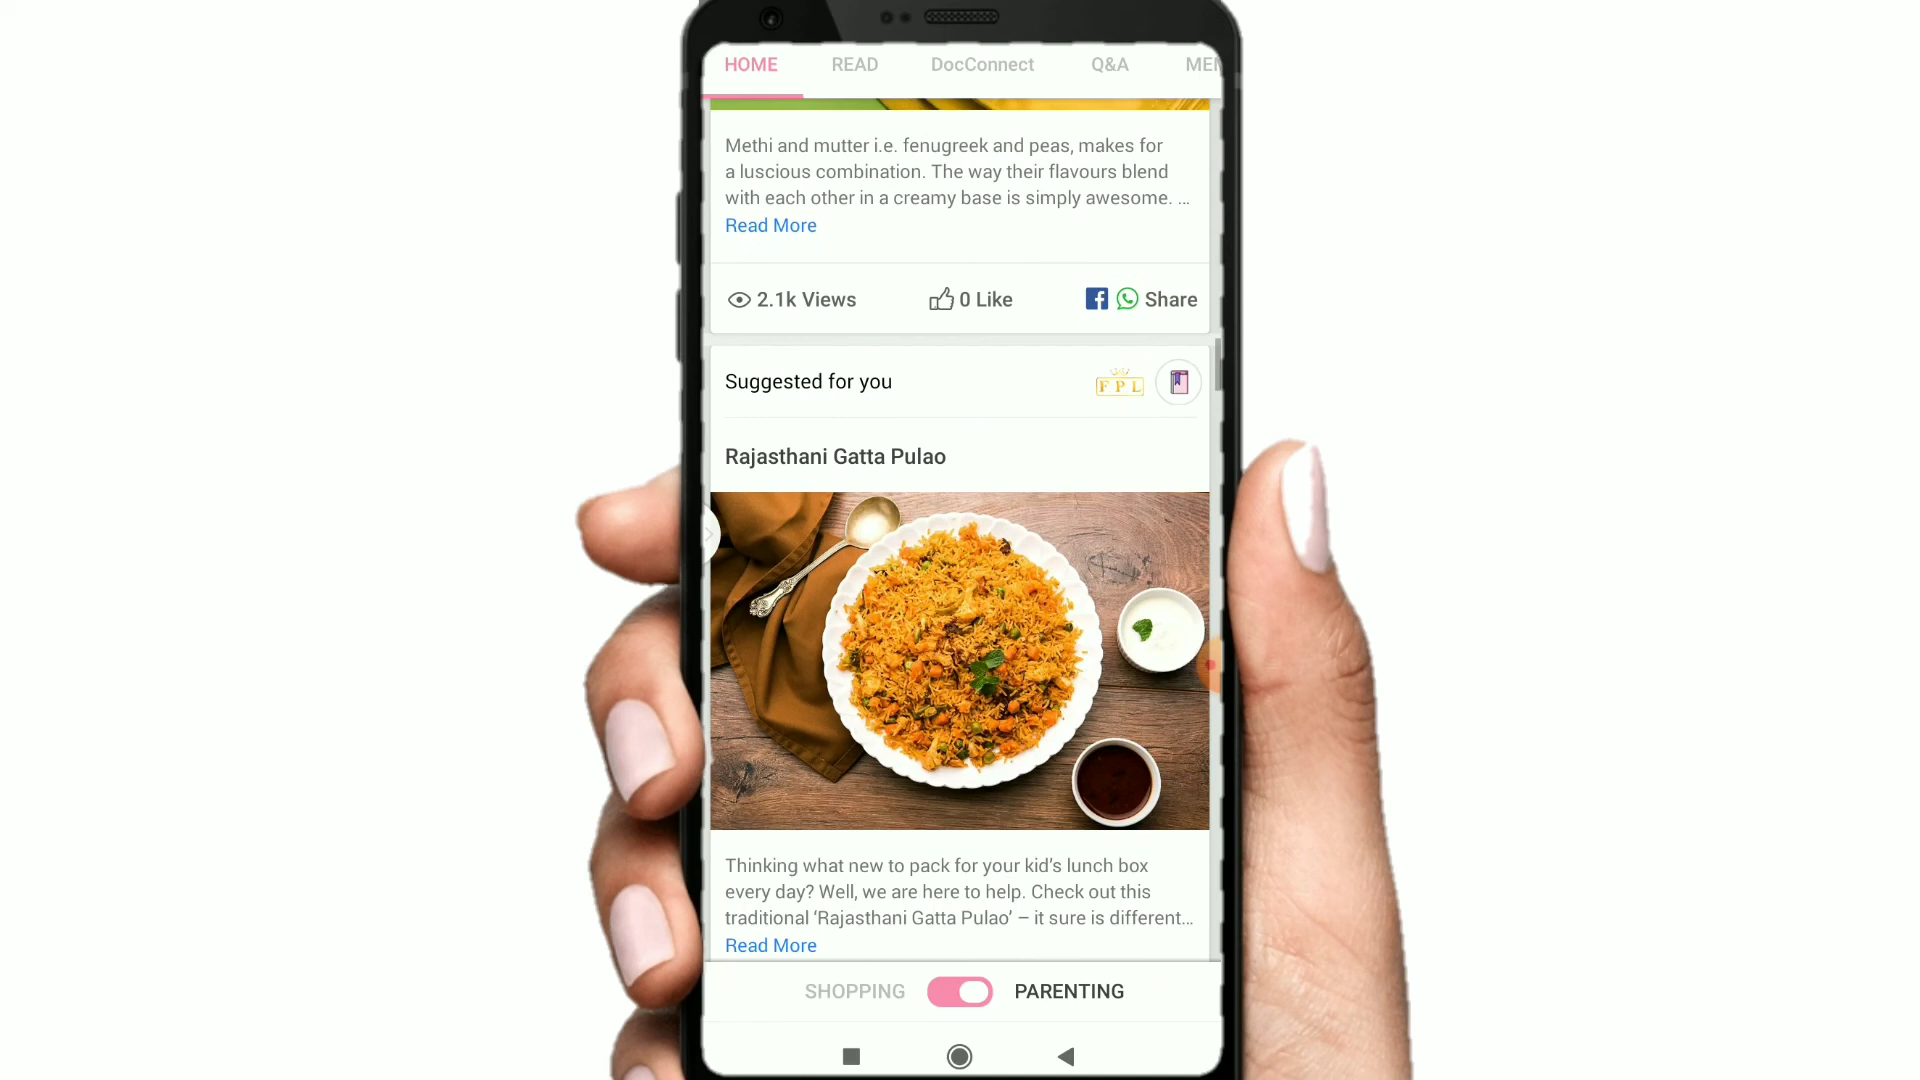 HOME READ DocConnect Q&A MEM
Methi and mutter i.e. fenugreek and peas, makes for
a luscious combination. The way their flavours blend
with each other in a creamy base is simply awesome. ...
Read More
2.1k Views 0 Like Share
Suggested for you FPL
Rajasthani Gatta Pulao
Thinking what new to pack for your kid’s lunch box
every day? Well, we are here to help. Check out this
traditional ‘Rajasthani Gatta Pulao’ – it sure is different...
Read More
SHOPPING PARENTING